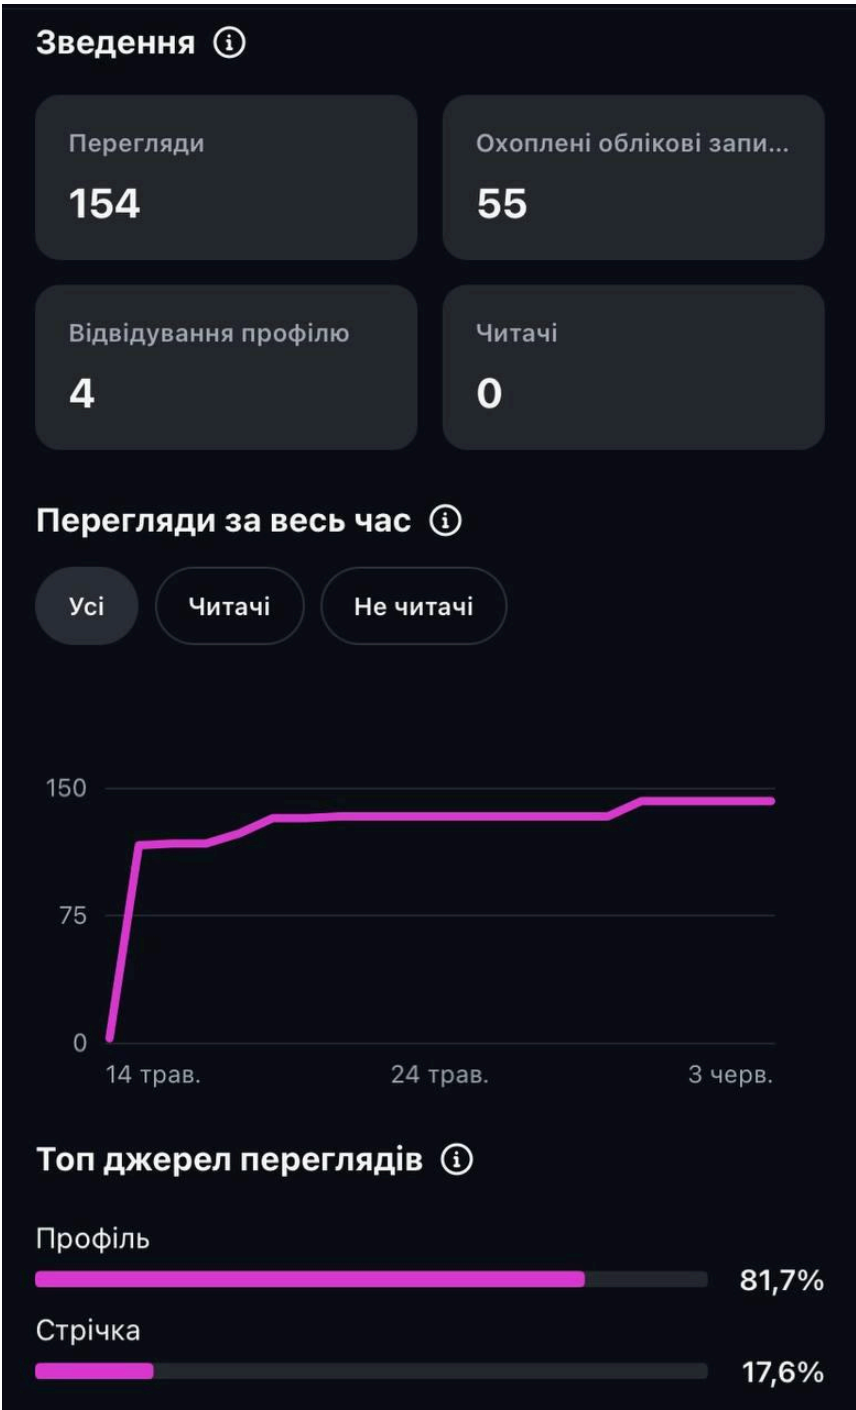 Зведення
Перегляди
154
Охоплені облікові запи...
55
Відвідування профілю
4
Читачі
0
Перегляди за весь час
Усі
Читачі
Не читачі
150
75
0
14 трав.
24 трав.
3 черв.
Топ джерел переглядів
Профіль
81,7%
Стрічка
17,6%